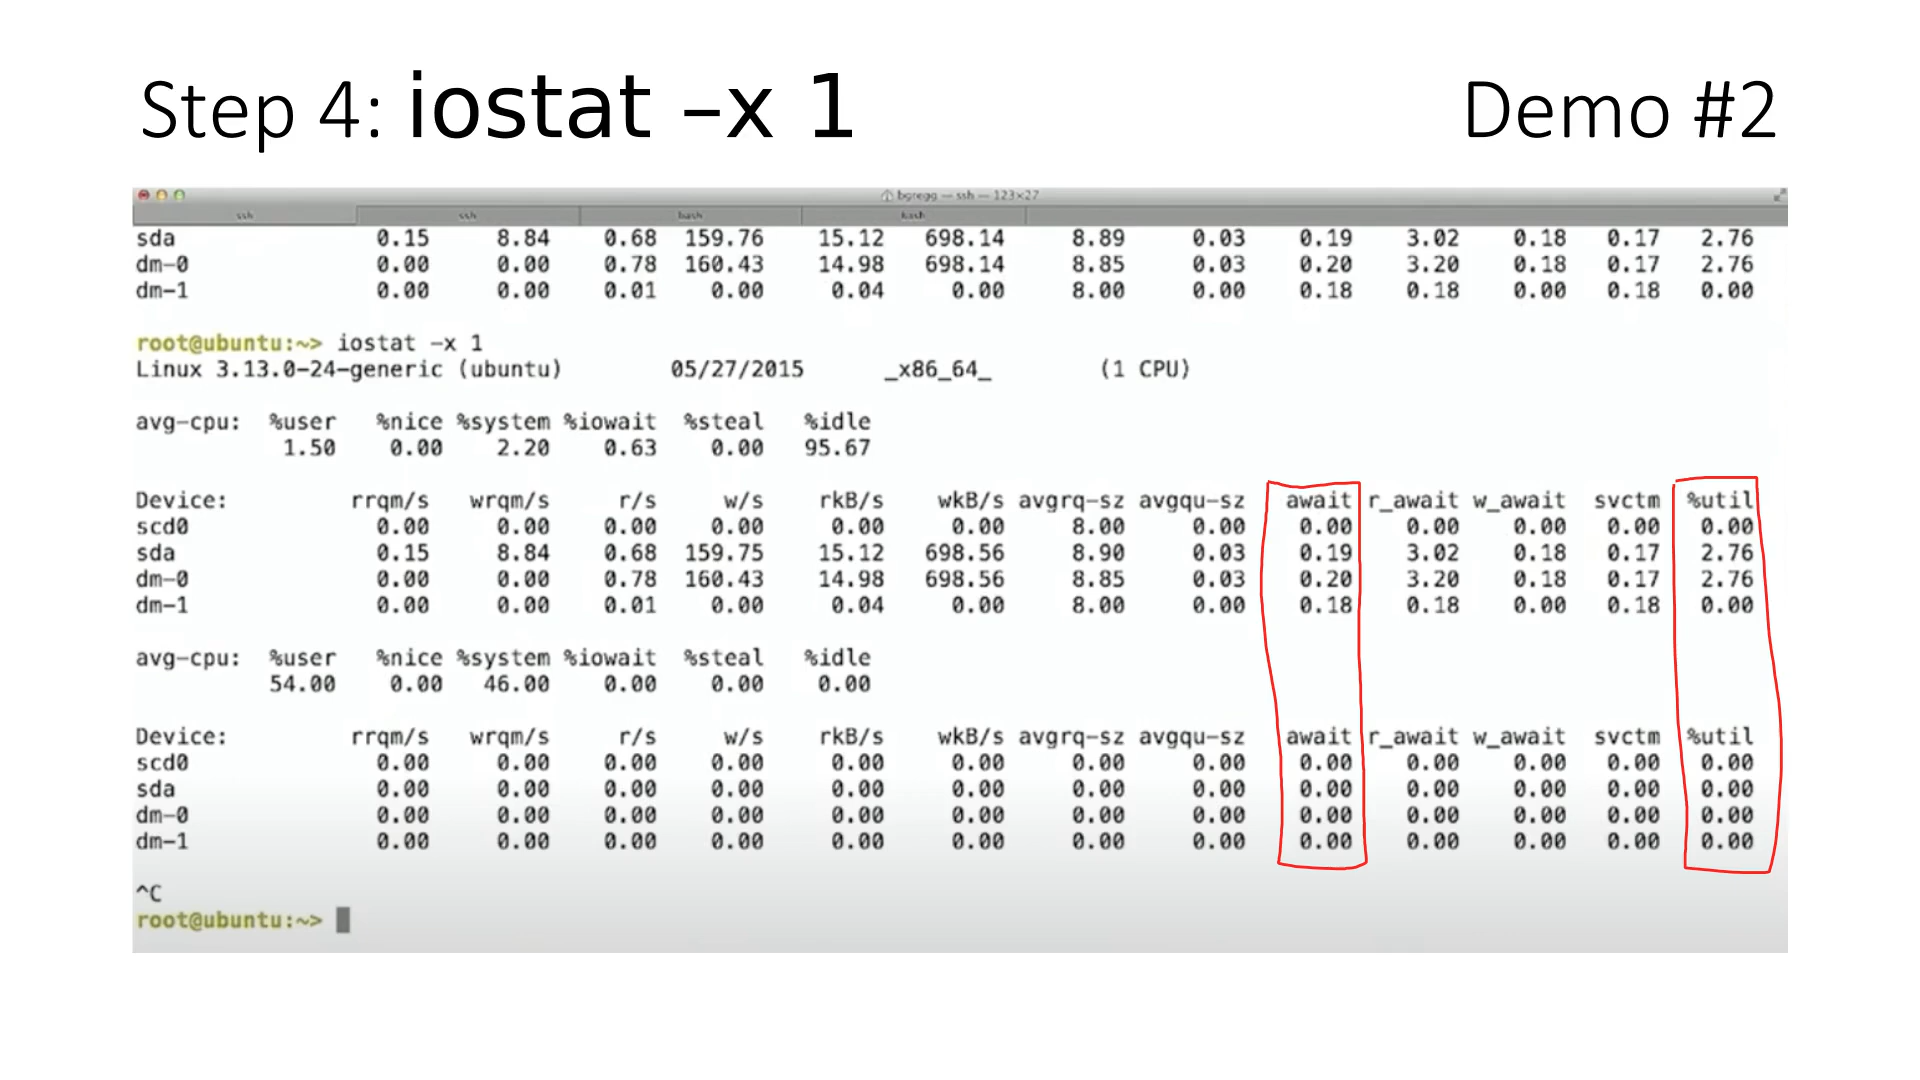 Step 4: iostat –x 1 Demo #2
bgregg — ssh — 123×27
ssh ssh bash bash
sda 0.15 8.84 0.68 159.76 15.12 698.14 8.89 0.03 0.19 3.02 0.18 0.17 2.76
dm-0 0.00 0.00 0.78 160.43 14.98 698.14 8.85 0.03 0.20 3.20 0.18 0.17 2.76
dm-1 0.00 0.00 0.01 0.00 0.04 0.00 8.00 0.00 0.18 0.18 0.00 0.18 0.00
root@ubuntu:~> iostat -x 1
Linux 3.13.0-24-generic (ubuntu) 05/27/2015 _x86_64_ (1 CPU)
avg-cpu: %user %nice %system %iowait %steal %idle
1.50 0.00 2.20 0.63 0.00 95.67
Device: rrqm/s wrqm/s r/s w/s rkB/s wkB/s avgrq-sz avgqu-sz await r_await w_await svctm %util
scd0 0.00 0.00 0.00 0.00 0.00 0.00 8.00 0.00 0.00 0.00 0.00 0.00 0.00
sda 0.15 8.84 0.68 159.75 15.12 698.56 8.90 0.03 0.19 3.02 0.18 0.17 2.76
dm-0 0.00 0.00 0.78 160.43 14.98 698.56 8.85 0.03 0.20 3.20 0.18 0.17 2.76
dm-1 0.00 0.00 0.01 0.00 0.04 0.00 8.00 0.00 0.18 0.18 0.00 0.18 0.00
avg-cpu: %user %nice %system %iowait %steal %idle
54.00 0.00 46.00 0.00 0.00 0.00
Device: rrqm/s wrqm/s r/s w/s rkB/s wkB/s avgrq-sz avgqu-sz await r_await w_await svctm %util
scd0 0.00 0.00 0.00 0.00 0.00 0.00 0.00 0.00 0.00 0.00 0.00 0.00 0.00
sda 0.00 0.00 0.00 0.00 0.00 0.00 0.00 0.00 0.00 0.00 0.00 0.00 0.00
dm-0 0.00 0.00 0.00 0.00 0.00 0.00 0.00 0.00 0.00 0.00 0.00 0.00 0.00
dm-1 0.00 0.00 0.00 0.00 0.00 0.00 0.00 0.00 0.00 0.00 0.00 0.00 0.00
^C
root@ubuntu:~>